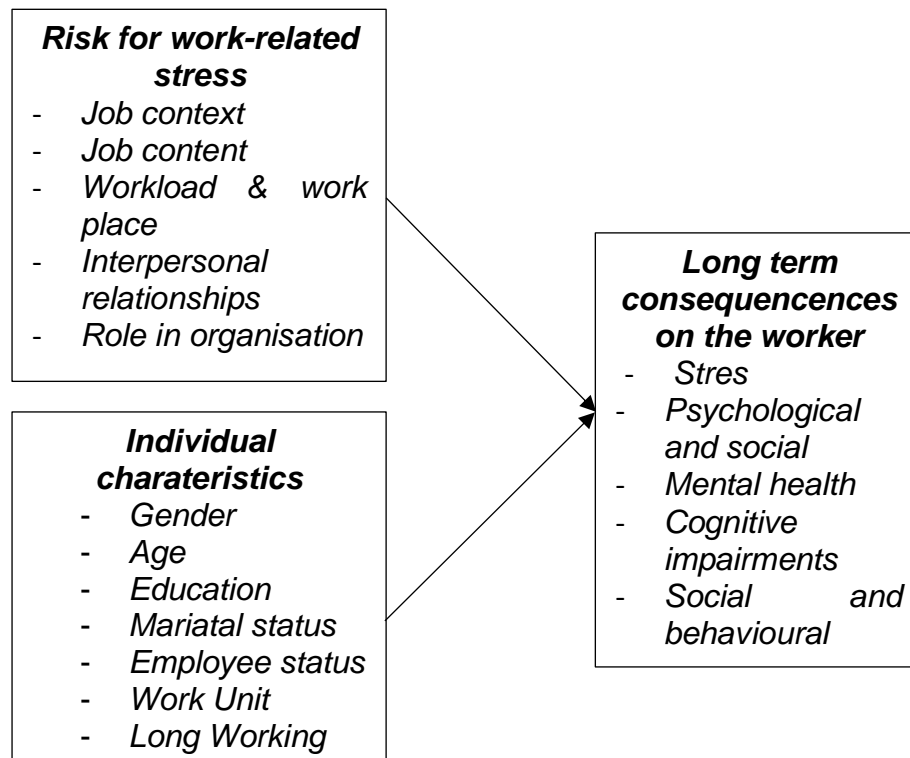 Risk for work-related
stress
- Job context
- Job content
- Workload & work
place
- Interpersonal
relationships
- Role in organisation
Individual
charateristics
- Gender
- Age
- Education
- Mariatal status
- Employee status
- Work Unit
- Long Working
Long term
consequencences
on the worker
- Stres
- Psychological
and social
- Mental health
- Cognitive
impairments
- Social and
behavioural